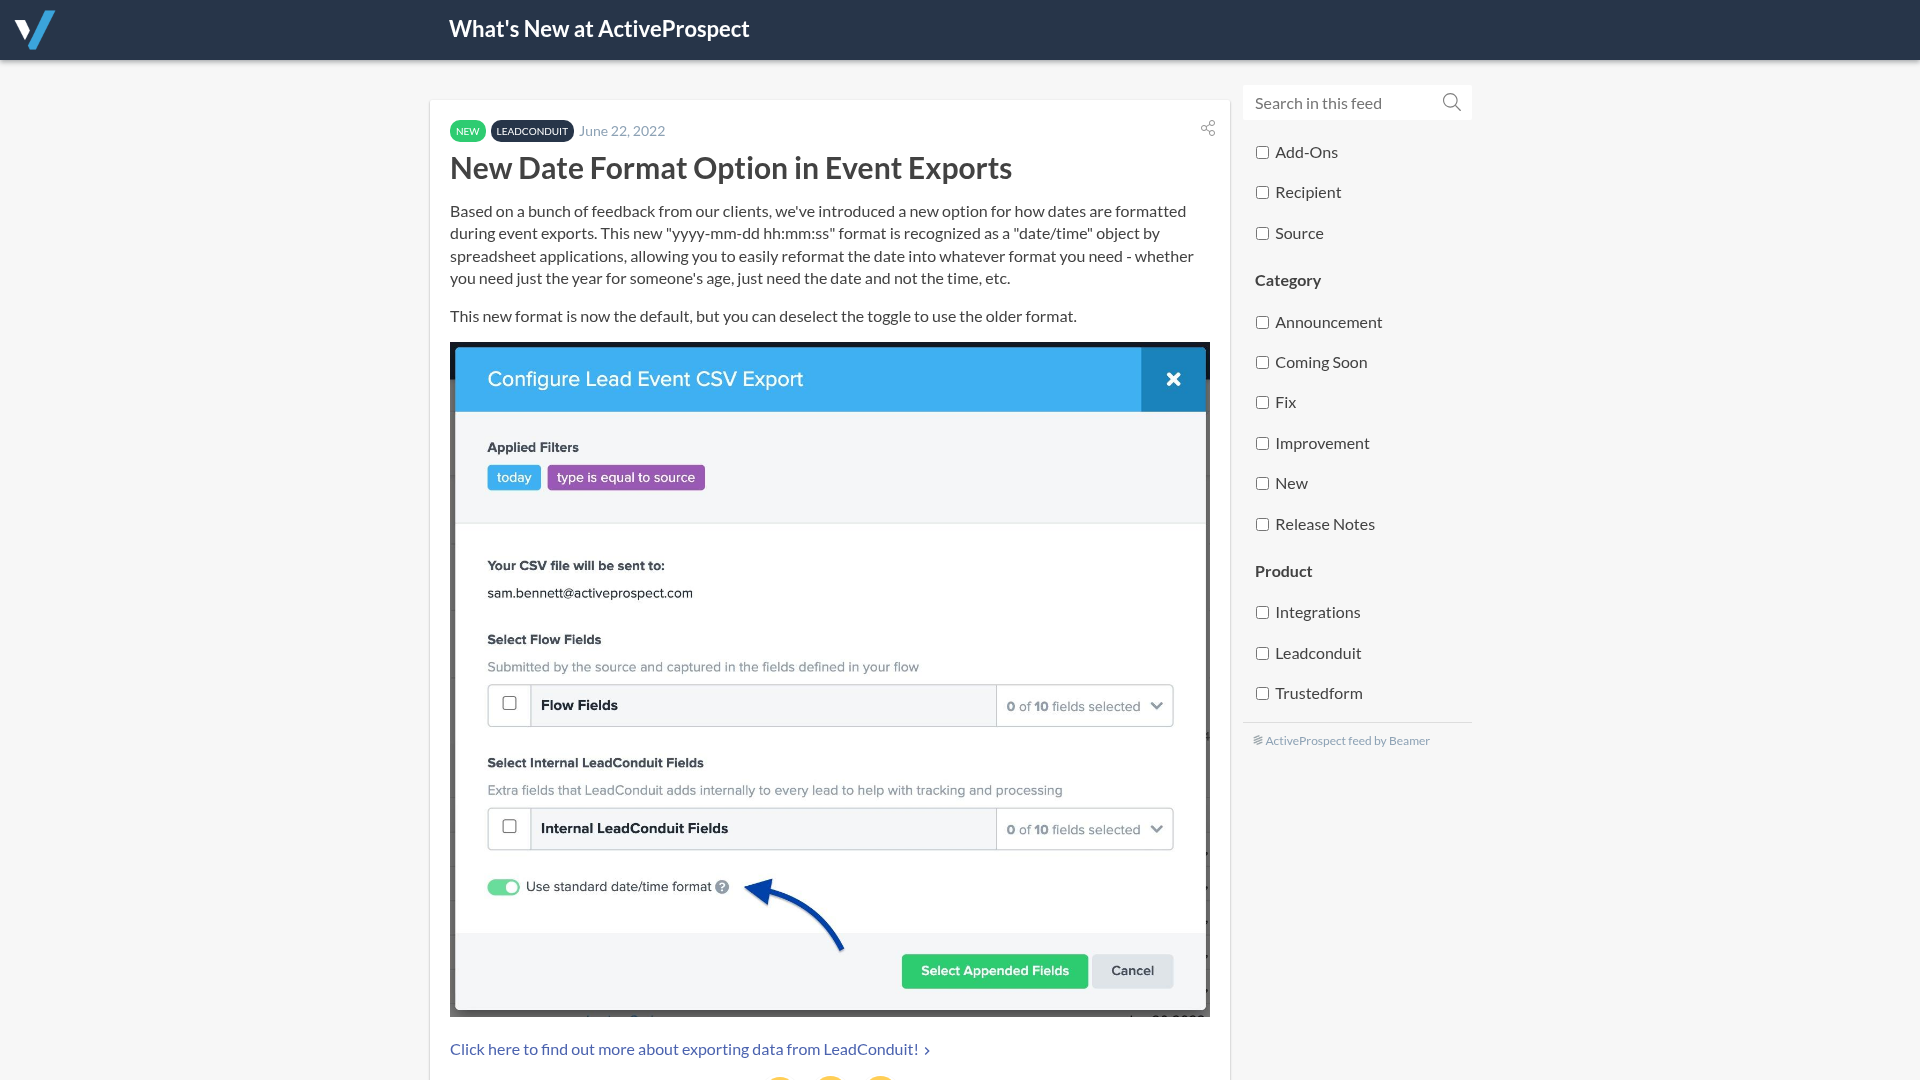 What's New at ActiveProspect
NEW LEADCONDUIT June 22, 2022
New Date Format Option in Event Exports
Based on a bunch of feedback from our clients, we've introduced a new option for how dates are formatted
during event exports. This new "yyyy-mm-dd hh:mm:ss" format is recognized as a "date/time" object by
spreadsheet applications, allowing you to easily reformat the date into whatever format you need - whether
you need just the year for someone's age, just need the date and not the time, etc.
This new format is now the default, but you can deselect the toggle to use the older format.
Configure Lead Event CSV Export
Applied Filters
today type is equal to source
Your CSV file will be sent to:
sam.bennett@activeprospect.com
Select Flow Fields
Submitted by the source and captured in the fields defined in your flow
Flow Fields 0 of 10 fields selected
Select Internal LeadConduit Fields
Extra fields that LeadConduit adds internally to every lead to help with tracking and processing
Internal LeadConduit Fields 0 of 10 fields selected
Use standard date/time format ?
Select Appended Fields Cancel
Click here to find out more about exporting data from LeadConduit! ›
Search in this feed
Add-Ons
Recipient
Source
Category
Announcement
Coming Soon
Fix
Improvement
New
Release Notes
Product
Integrations
Leadconduit
Trustedform
ActiveProspect feed by Beamer